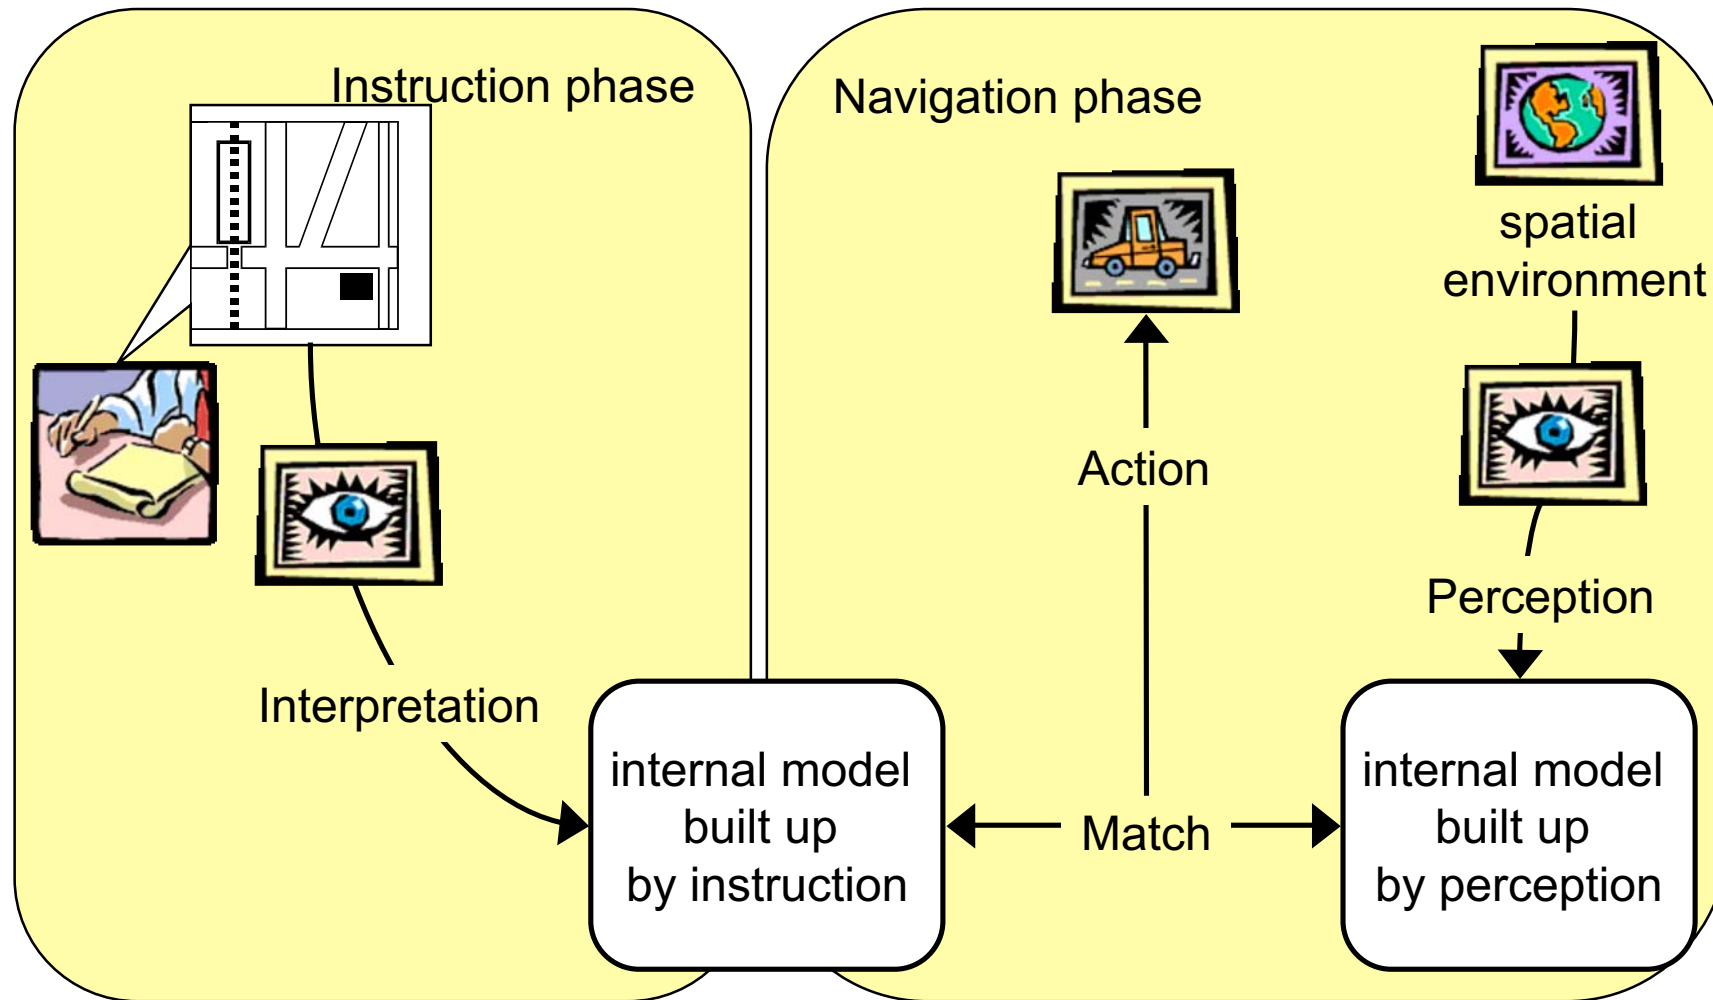 Instruction phase
Interpretation
internal model
built up
by instruction
Navigation phase
spatial
environment
Action
Perception
Match
internal model
built up
by perception